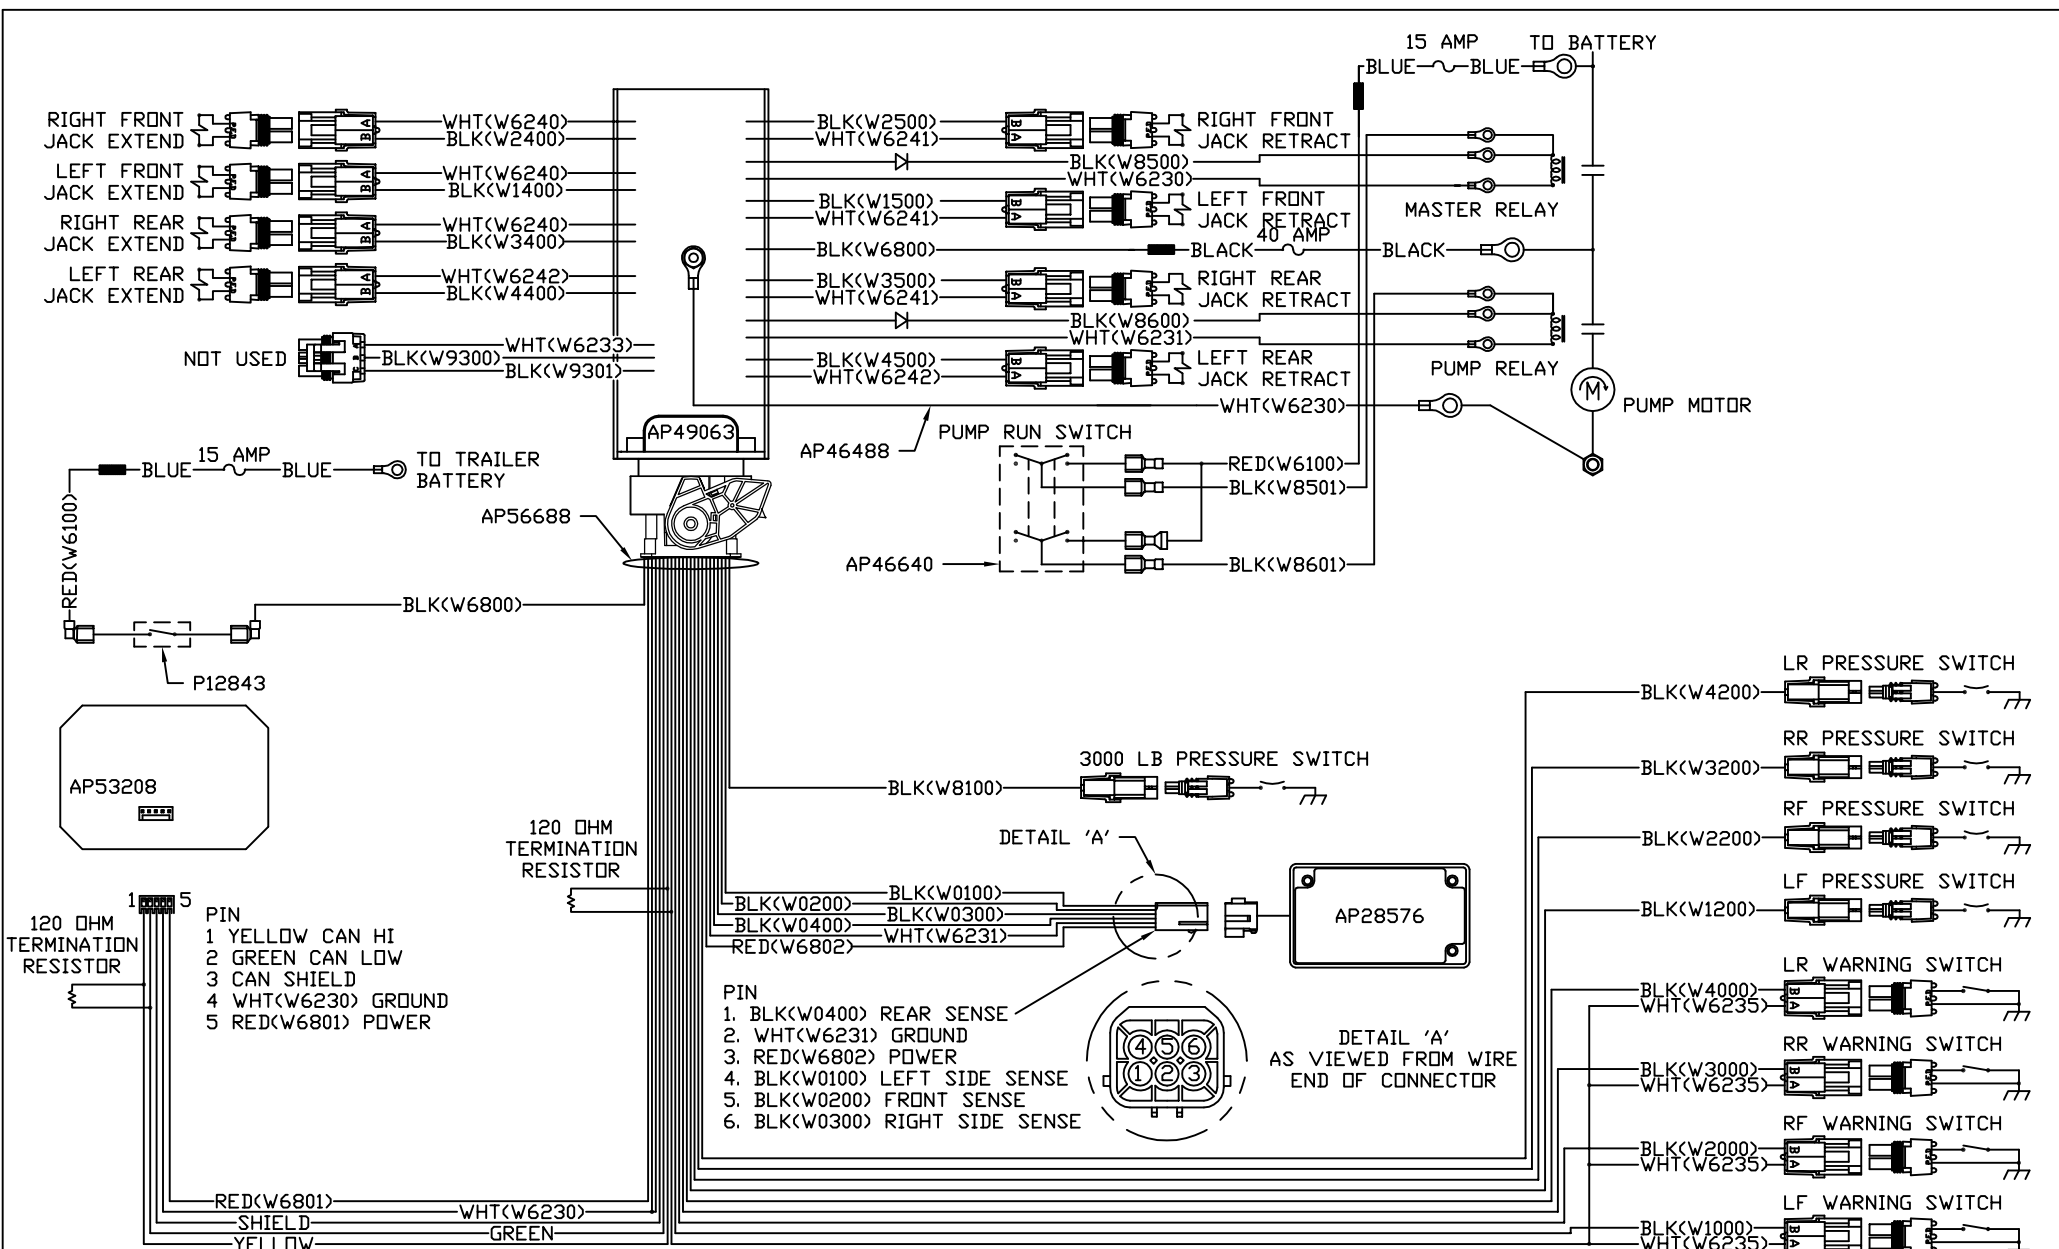 15 AMP
TO BATTERY
BLUE
BLUE
RIGHT FRONT
JACK EXTEND
WHT(W6240)
BLK(W2400)
LEFT FRONT
JACK EXTEND
WHT(W6240)
BLK(W1400)
RIGHT REAR
JACK EXTEND
WHT(W6240)
BLK(W3400)
LEFT REAR
JACK EXTEND
WHT(W6242)
BLK(W4400)
A
B
A
B
A
B
A
B
NOT USED
WHT(W6233)
BLK(W9300)
BLK(W9301)
BLK(W2500)
WHT(W6241)
B
A
RIGHT FRONT
JACK RETRACT
BLK(W8500)
WHT(W6230)
BLK(W1500)
WHT(W6241)
B
A
LEFT FRONT
JACK RETRACT
MASTER RELAY
BLK(W6800)
BLACK
40 AMP
BLACK
BLK(W3500)
WHT(W6241)
B
A
RIGHT REAR
JACK RETRACT
BLK(W8600)
WHT(W6231)
BLK(W4500)
WHT(W6242)
B
A
LEFT REAR
JACK RETRACT
PUMP RELAY
M
PUMP MOTOR
WHT(W6230)
AP49063
AP46488
PUMP RUN SWITCH
RED(W6100)
BLK(W8501)
BLK(W8601)
AP46640
15 AMP
BLUE
BLUE
TO TRAILER
BATTERY
RED(W6100)
AP56688
BLK(W6800)
P12843
AP53208
1
5
120 OHM
TERMINATION
RESISTOR
PIN
1 YELLOW CAN HI
2 GREEN CAN LOW
3 CAN SHIELD
4 WHT(W6230) GROUND
5 RED(W6801) POWER
120 OHM
TERMINATION
RESISTOR
BLK(W8100)
3000 LB PRESSURE SWITCH
DETAIL 'A'
BLK(W0100)
BLK(W0200)
BLK(W0300)
BLK(W0400)
WHT(W6231)
RED(W6802)
AP28576
PIN
1. BLK(W0400) REAR SENSE
2. WHT(W6231) GROUND
3. RED(W6802) POWER
4. BLK(W0100) LEFT SIDE SENSE
5. BLK(W0200) FRONT SENSE
6. BLK(W0300) RIGHT SIDE SENSE
4 5 6
1 2 3
DETAIL 'A'
AS VIEWED FROM WIRE
END OF CONNECTOR
LR PRESSURE SWITCH
BLK(W4200)
RR PRESSURE SWITCH
BLK(W3200)
RF PRESSURE SWITCH
BLK(W2200)
LF PRESSURE SWITCH
BLK(W1200)
LR WARNING SWITCH
BLK(W4000)
WHT(W6235)
B
A
RR WARNING SWITCH
BLK(W3000)
WHT(W6235)
B
A
RF WARNING SWITCH
BLK(W2000)
WHT(W6235)
B
A
LF WARNING SWITCH
BLK(W1000)
WHT(W6235)
B
A
RED(W6801)
WHT(W6230)
SHIELD
GREEN
YELLOW